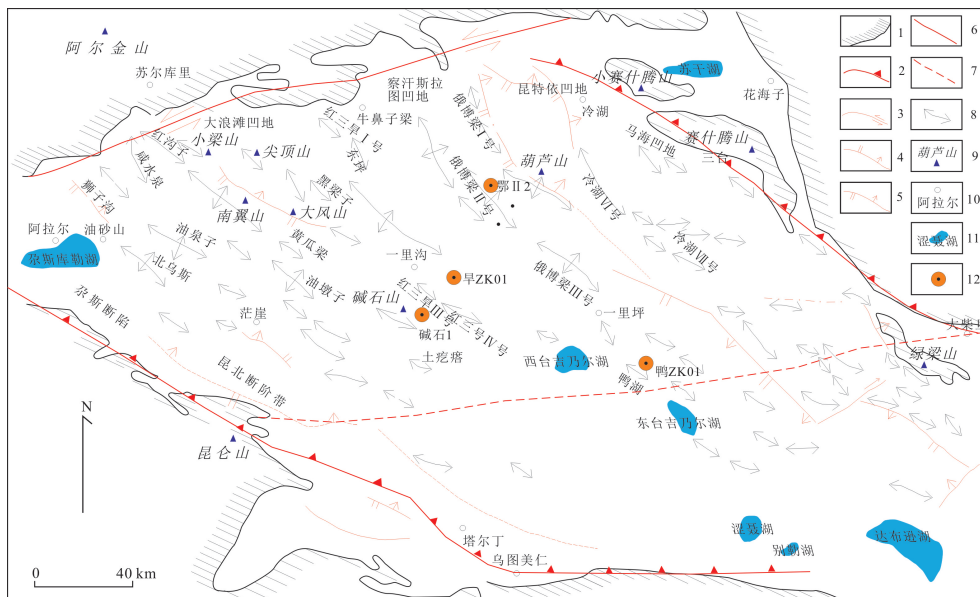 阿尔金山
苏尔库里
察汗斯拉
图凹地
牛鼻子梁
大浪滩凹地
小梁山
尖顶山
红沟子
咸水泉
狮子沟
红三旱Ⅰ号
东坪
黑梁子
俄博梁Ⅰ号
俄博梁Ⅱ号
昆特依凹地
冷湖
小赛什腾山
苏干湖
花海子
赛什腾山
马海凹地
三台
葫芦山
鄂Ⅱ2
冷湖Ⅵ号
冷湖Ⅶ号
南翼山
大风山
阿拉尔
油砂山
尕斯库勒湖
油泉子
北乌斯
黄瓜梁
油墩子
一里沟
旱ZK01
碱石山
红三旱Ⅲ号
红三号Ⅳ号
碱石1
土疙瘩
俄博梁Ⅲ号
一里坪
西台吉乃尔湖
鸭ZK01
鸭湖
东台吉乃尔湖
尕斯断陷
茫崖
昆北断阶带
昆仑山
绿梁山
塔尔丁
乌图美仁
涩聂湖
别勒湖
达布逊湖
N
0
40 km
1
2
3
4
5
6
7
8
葫芦山
9
阿拉尔
10
涩聂湖
11
12